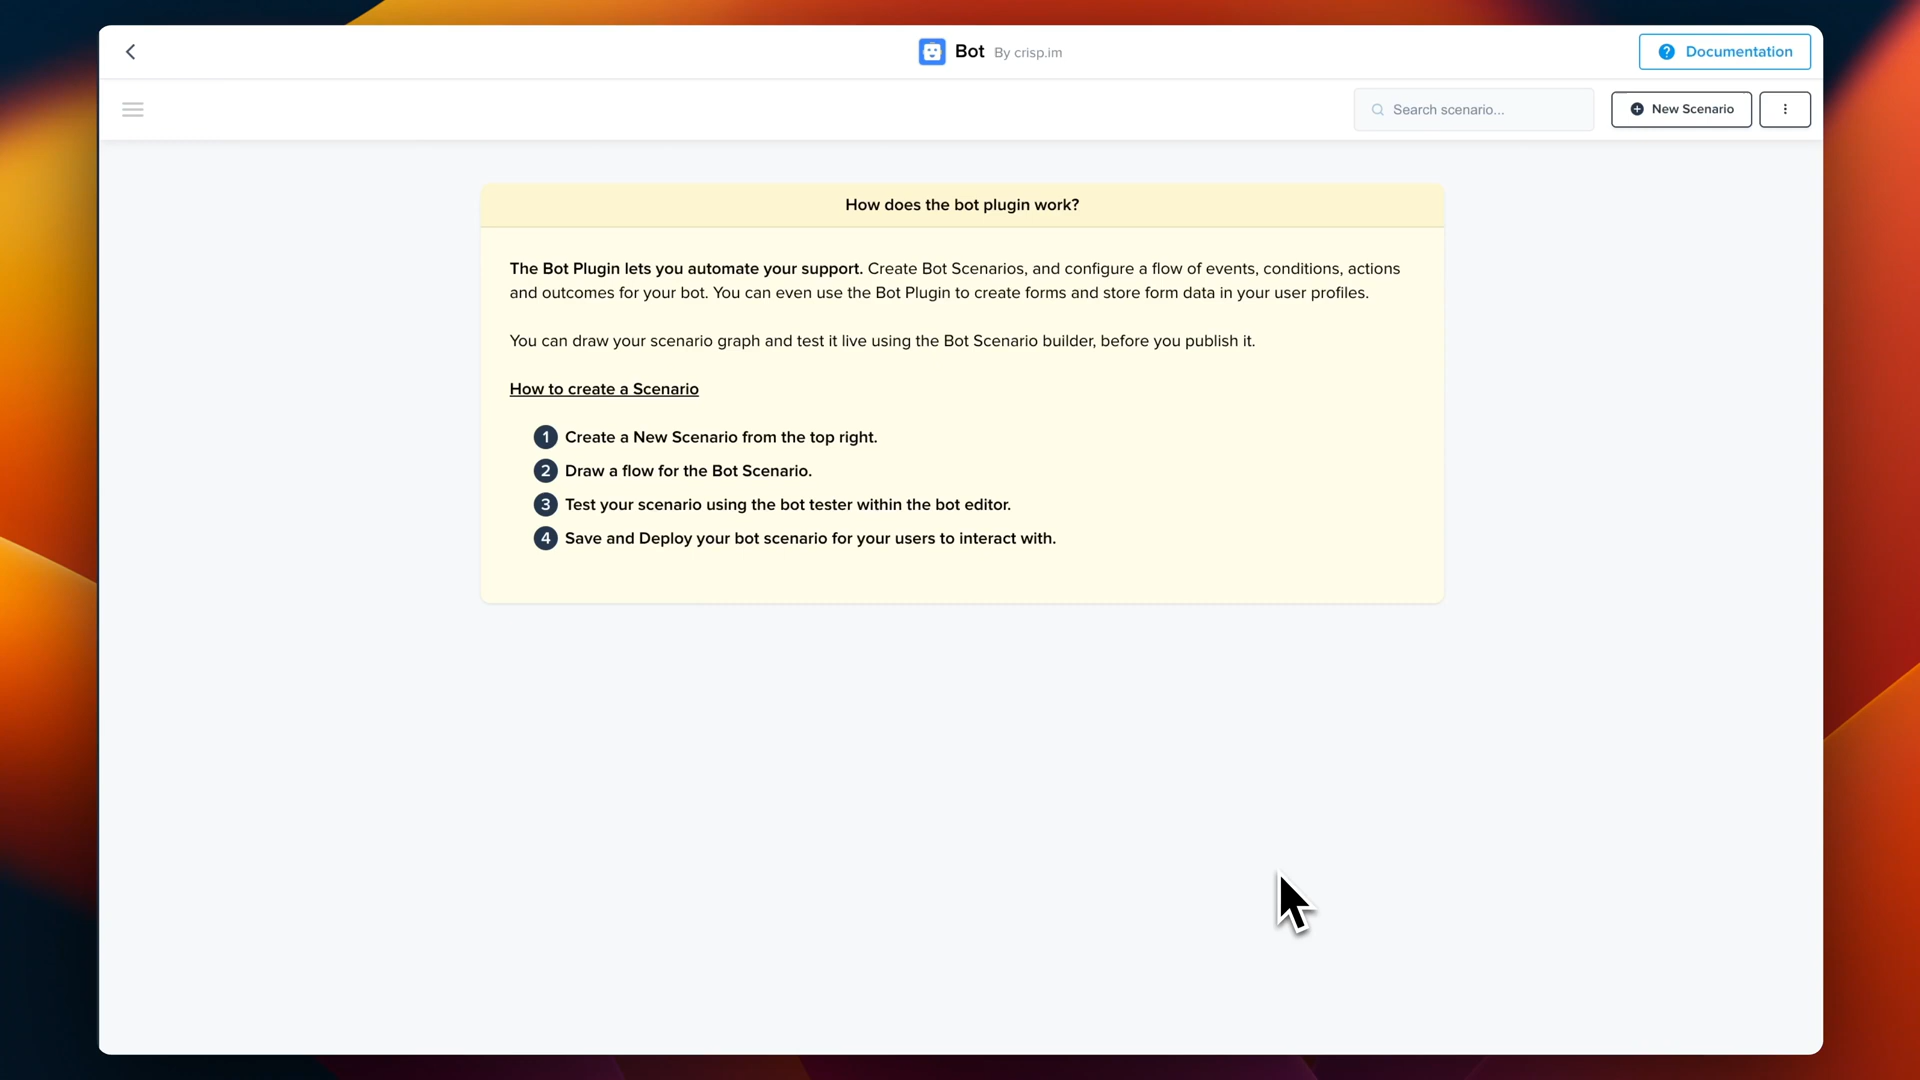 Bot By crisp.im
Documentation
Search scenario...
New Scenario
How does the bot plugin work?
The Bot Plugin lets you automate your support. Create Bot Scenarios, and configure a flow of events, conditions, actions
and outcomes for your bot. You can even use the Bot Plugin to create forms and store form data in your user profiles.
You can draw your scenario graph and test it live using the Bot Scenario builder, before you publish it.
How to create a Scenario
1 Create a New Scenario from the top right.
2 Draw a flow for the Bot Scenario.
3 Test your scenario using the bot tester within the bot editor.
4 Save and Deploy your bot scenario for your users to interact with.